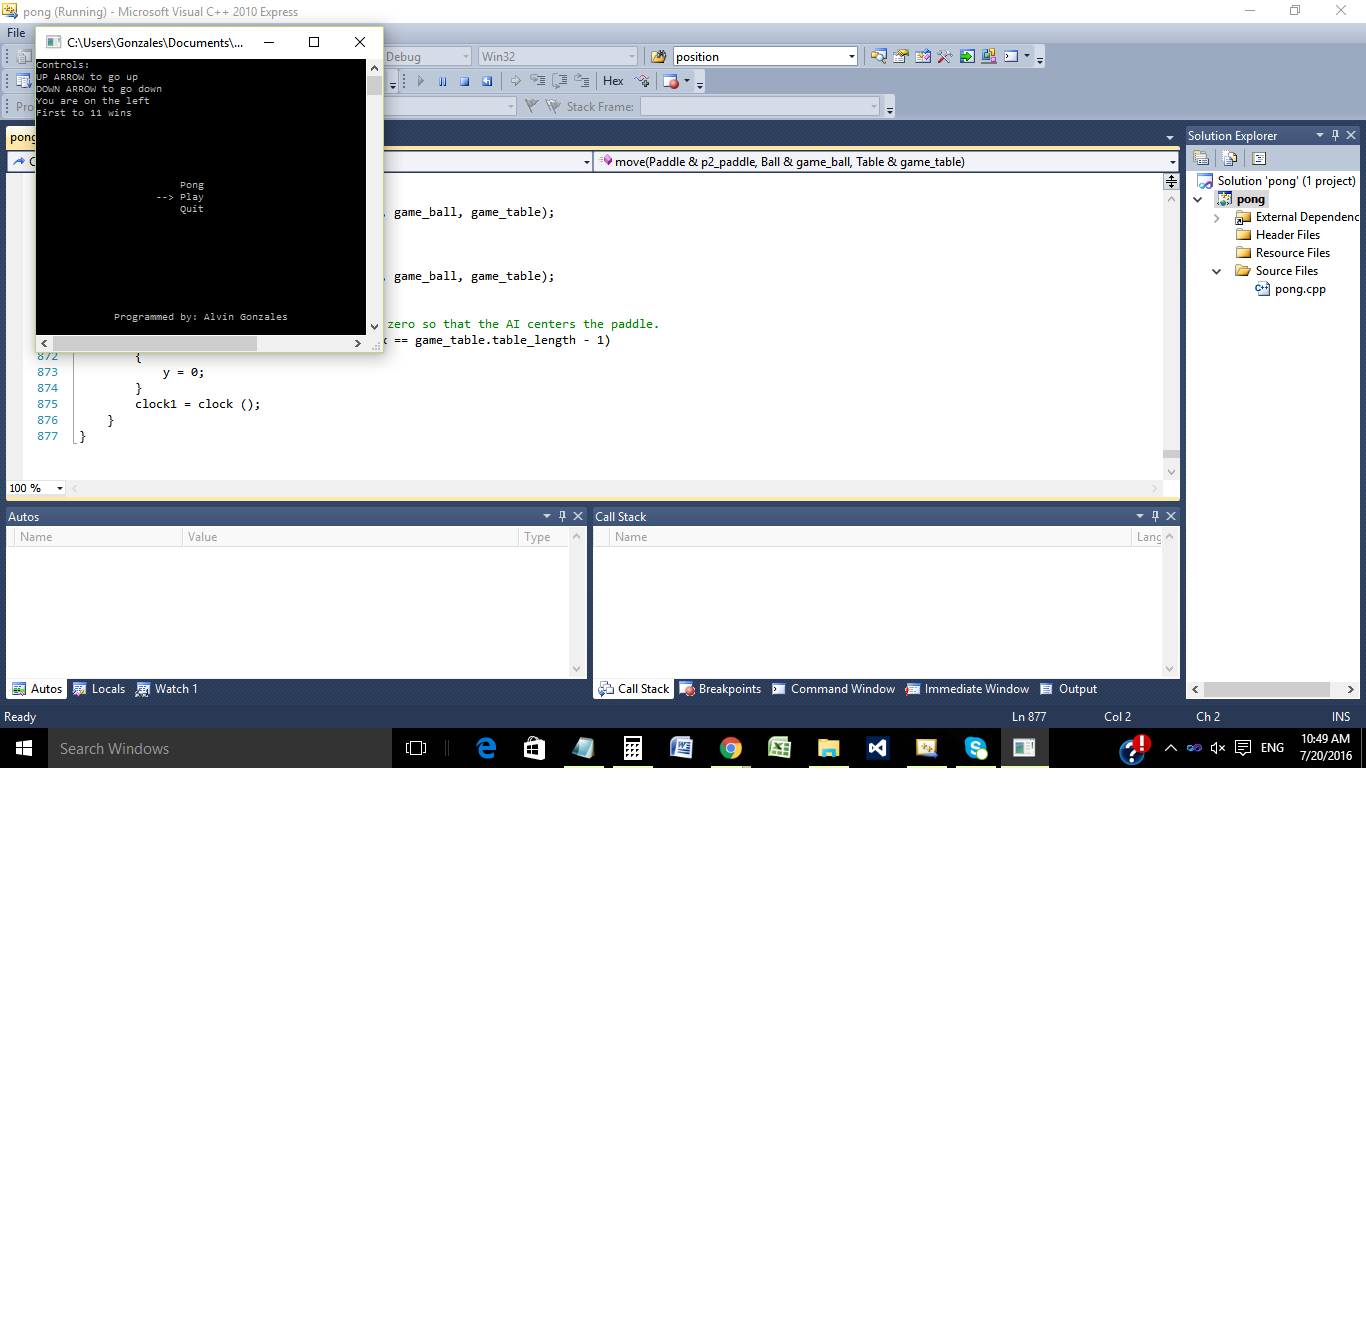 pong (Running) - Microsoft Visual C++ 2010 Express
File
C:\Users\Gonzales\Documents\...
Debug
Win32
position
Controls:
UP ARROW to go up
DOWN ARROW to go down
You are on the left
First to 11 wins
Hex
Stack Frame:
Pong
--> Play
Quit
Programmed by: Alvin Gonzales
move(Paddle & p2_paddle, Ball & game_ball, Table & game_table)
game_ball, game_table);
game_ball, game_table);
zero so that the AI centers the paddle.
== game_table.table_length - 1)
872 {
873 y = 0;
874 }
875 clock1 = clock ();
876 }
877 }
100 %
Solution Explorer
Solution 'pong' (1 project)
pong
External Dependenc
Header Files
Resource Files
Source Files
pong.cpp
Autos
Name Value Type
Call Stack
Name Lang
Autos Locals Watch 1
Call Stack Breakpoints Command Window Immediate Window Output
Ready Ln 877 Col 2 Ch 2 INS
Search Windows
ENG
10:49 AM
7/20/2016